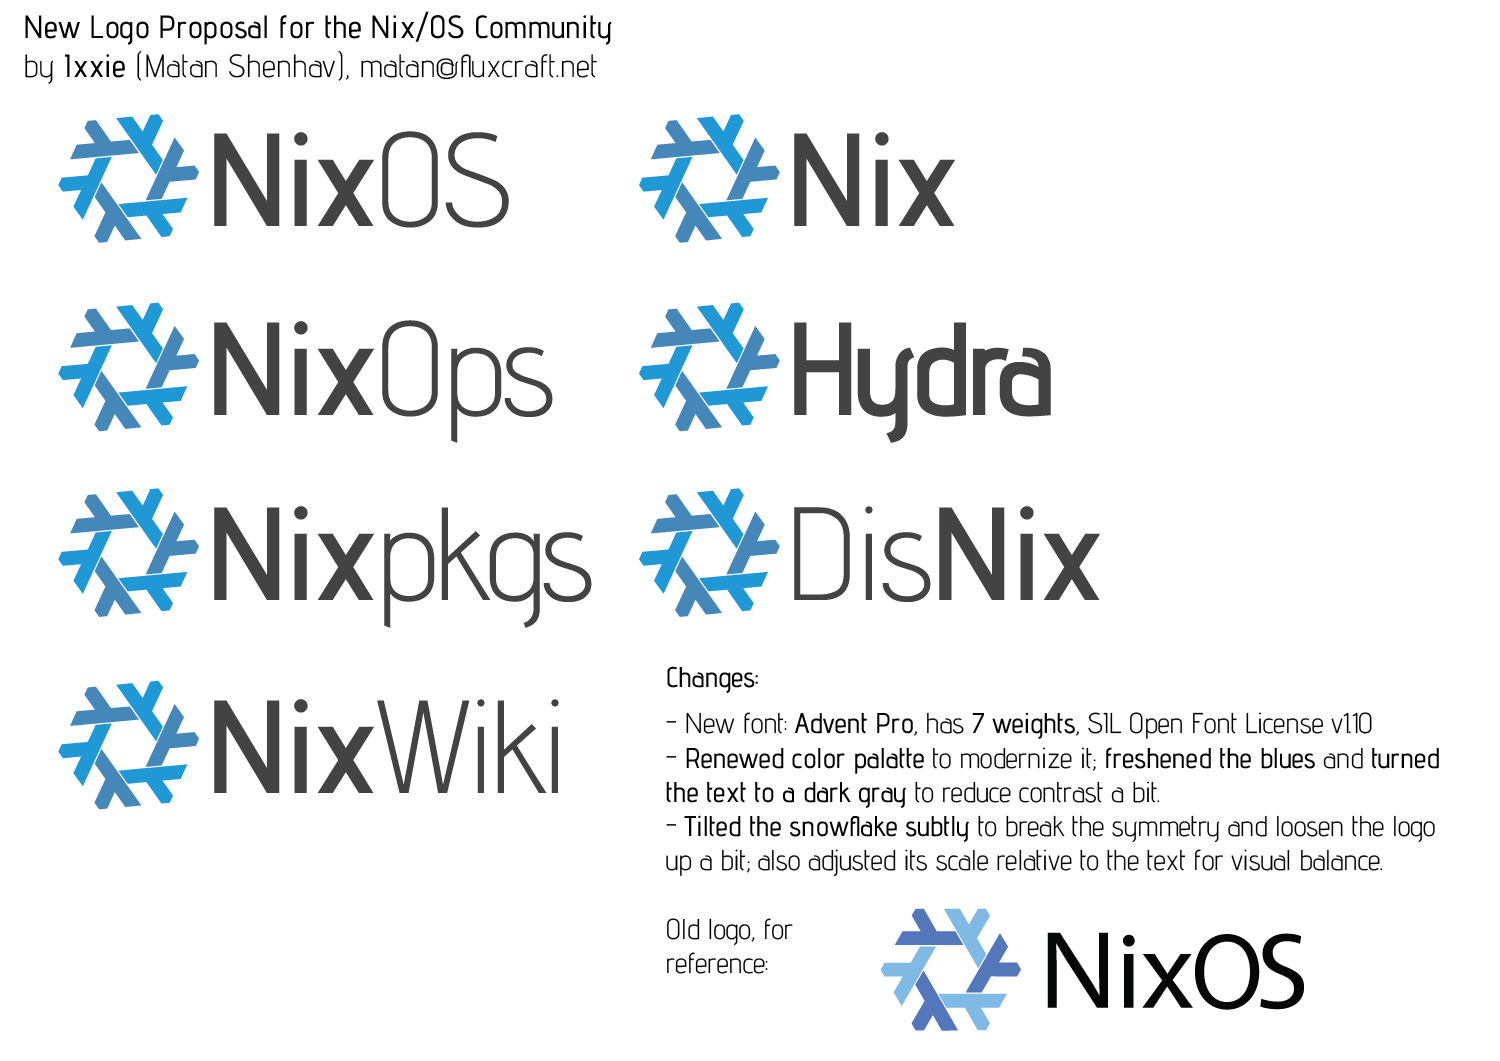 New Logo Proposal for the Nix/OS Community
by 1xxie (Matan Shenhav), matan@fluxcraft.net
NixOS
Nix
NixOps
Hydra
Nixpkgs
DisNix
NixWiki
Changes:
- New font: Advent Pro, has 7 weights, SIL Open Font License v1.10
- Renewed color palatte to modernize it; freshened the blues and turned
the text to a dark gray to reduce contrast a bit.
- Tilted the snowflake subtly to break the symmetry and loosen the logo
up a bit; also adjusted its scale relative to the text for visual balance.
Old logo, for
reference:
NixOS